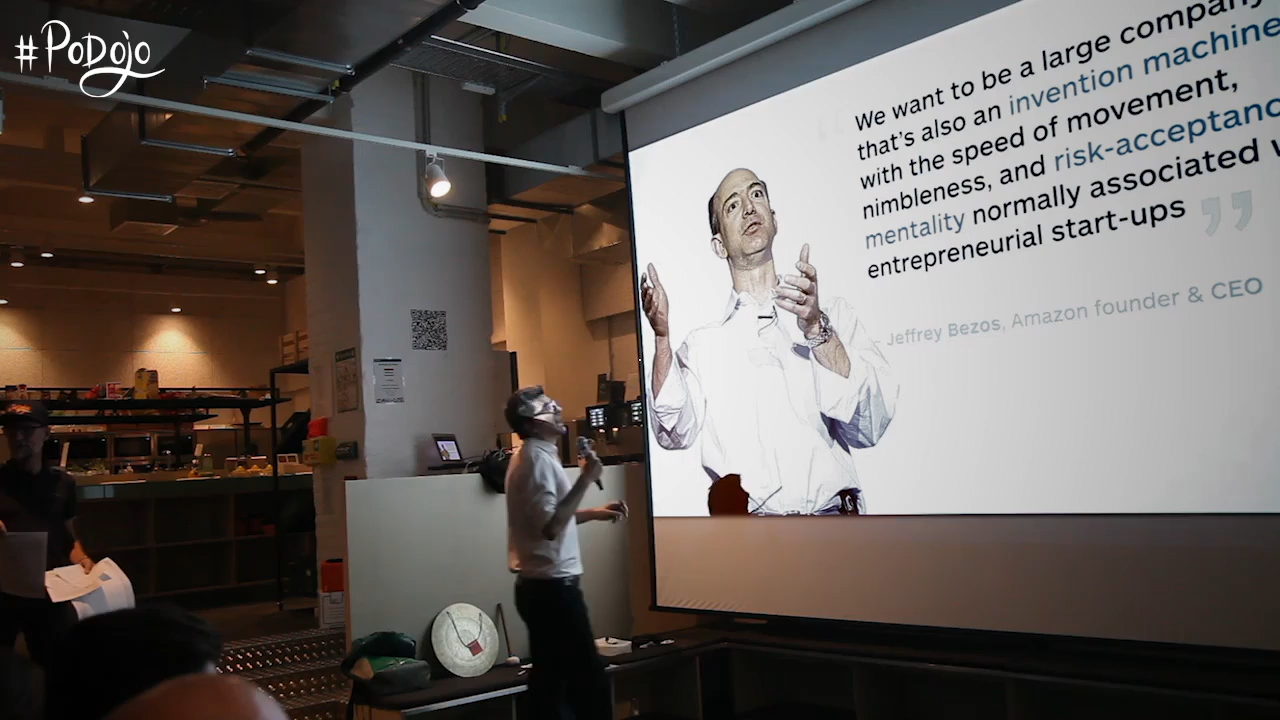 #PoDojo
We want to be a large company
that's also an invention machine
with the speed of movement,
nimbleness, and risk-acceptanc
mentality normally associated w
entrepreneurial start-ups ”
– Jeffrey Bezos, Amazon founder & CEO